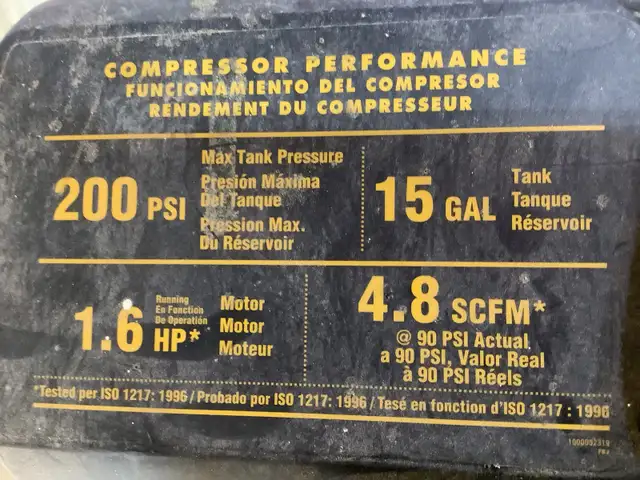 COMPRESSOR PERFORMANCE
FUNCIONAMIENTO DEL COMPRESOR
RENDEMENT DU COMPRESSEUR
200 PSI
Max Tank Pressure
Presión Máxima
Del Tanque
Pression Max.
Du Réservoir
15 GAL
Tank
Tanque
Réservoir
1.6 HP*
Running
En Función
De Operatión
Motor
Motor
Moteur
4.8 SCFM*
@ 90 PSI Actual,
a 90 PSI, Valor Real
à 90 PSI Réels
*Tested per ISO 1217: 1996 / Probado por ISO 1217: 1996 / Tesé en fonction d'ISO 1217 : 1996